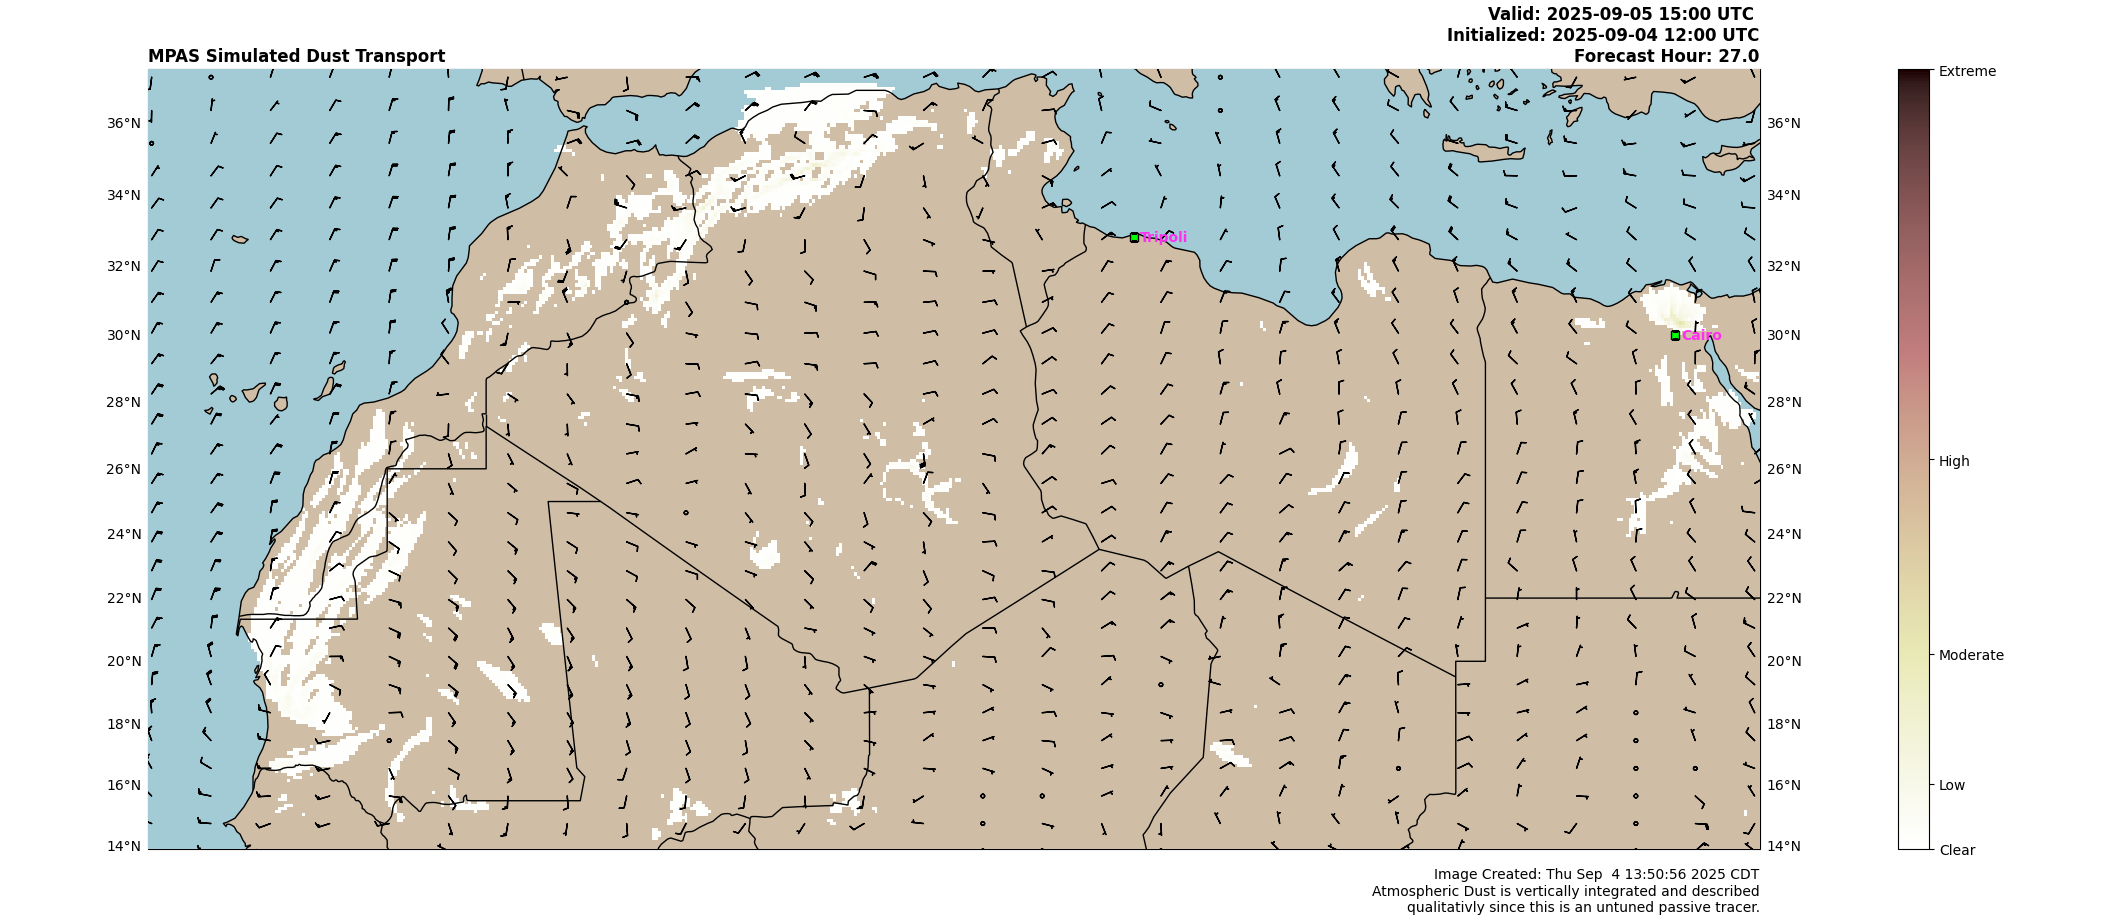 Valid: 2025-09-05 15:00 UTC
Initialized: 2025-09-04 12:00 UTC
MPAS Simulated Dust Transport
Forecast Hour: 27.0
Extreme
36°N
36°N
34°N
34°N
Tripoli
32°N
32°N
30°N
Cairo
30°N
28°N
28°N
26°N
26°N
High
24°N
24°N
22°N
22°N
20°N
20°N
Moderate
18°N
18°N
16°N
16°N
Low
14°N
14°N
Clear
Image Created: Thu Sep  4 13:50:56 2025 CDT
Atmospheric Dust is vertically integrated and described
qualitativly since this is an untuned passive tracer.